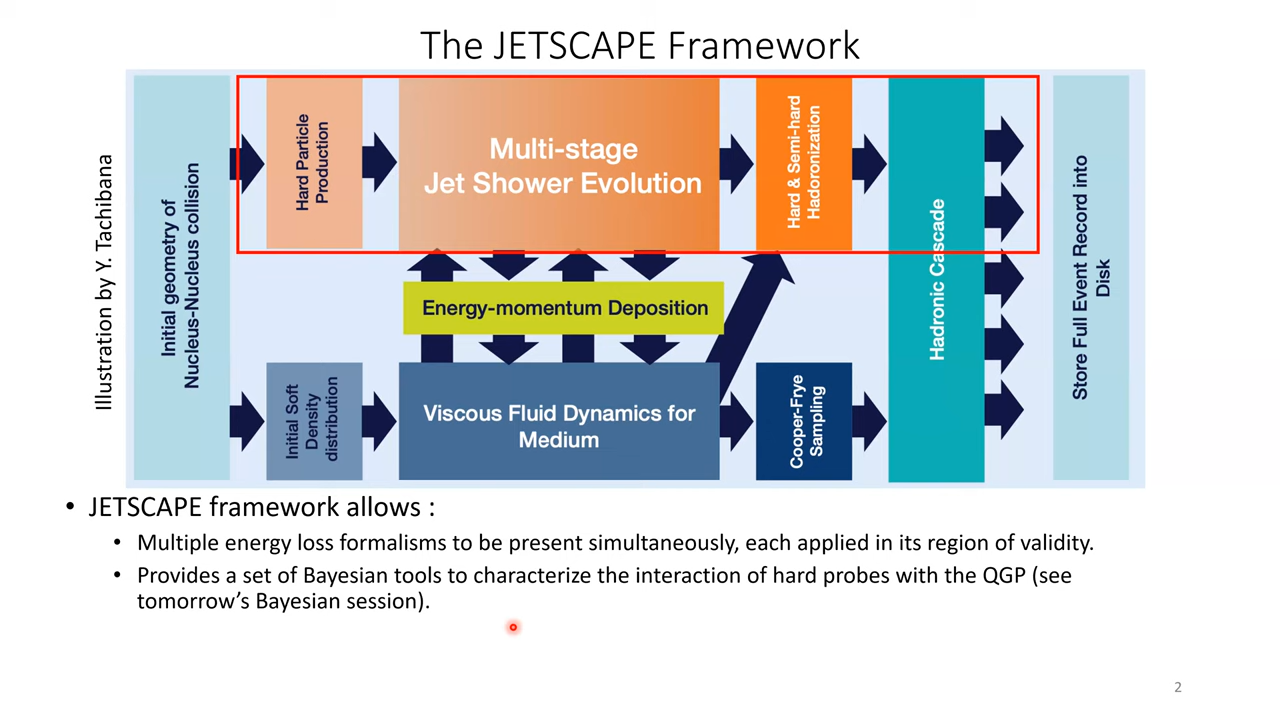 The JETSCAPE Framework
Illustration by Y. Tachibana
Initial geometry of
Nucleus-Nucleus collision
Hard Particle
Production
Multi-stage
Jet Shower Evolution
Hard & Semi-hard
Hadoronization
Hadronic Cascade
Store Full Event Record into
Disk
Energy-momentum Deposition
Initial Soft
Density
distribution
Viscous Fluid Dynamics for
Medium
Cooper-Frye
Sampling
• JETSCAPE framework allows :
• Multiple energy loss formalisms to be present simultaneously, each applied in its region of validity.
• Provides a set of Bayesian tools to characterize the interaction of hard probes with the QGP (see
tomorrow's Bayesian session).
2